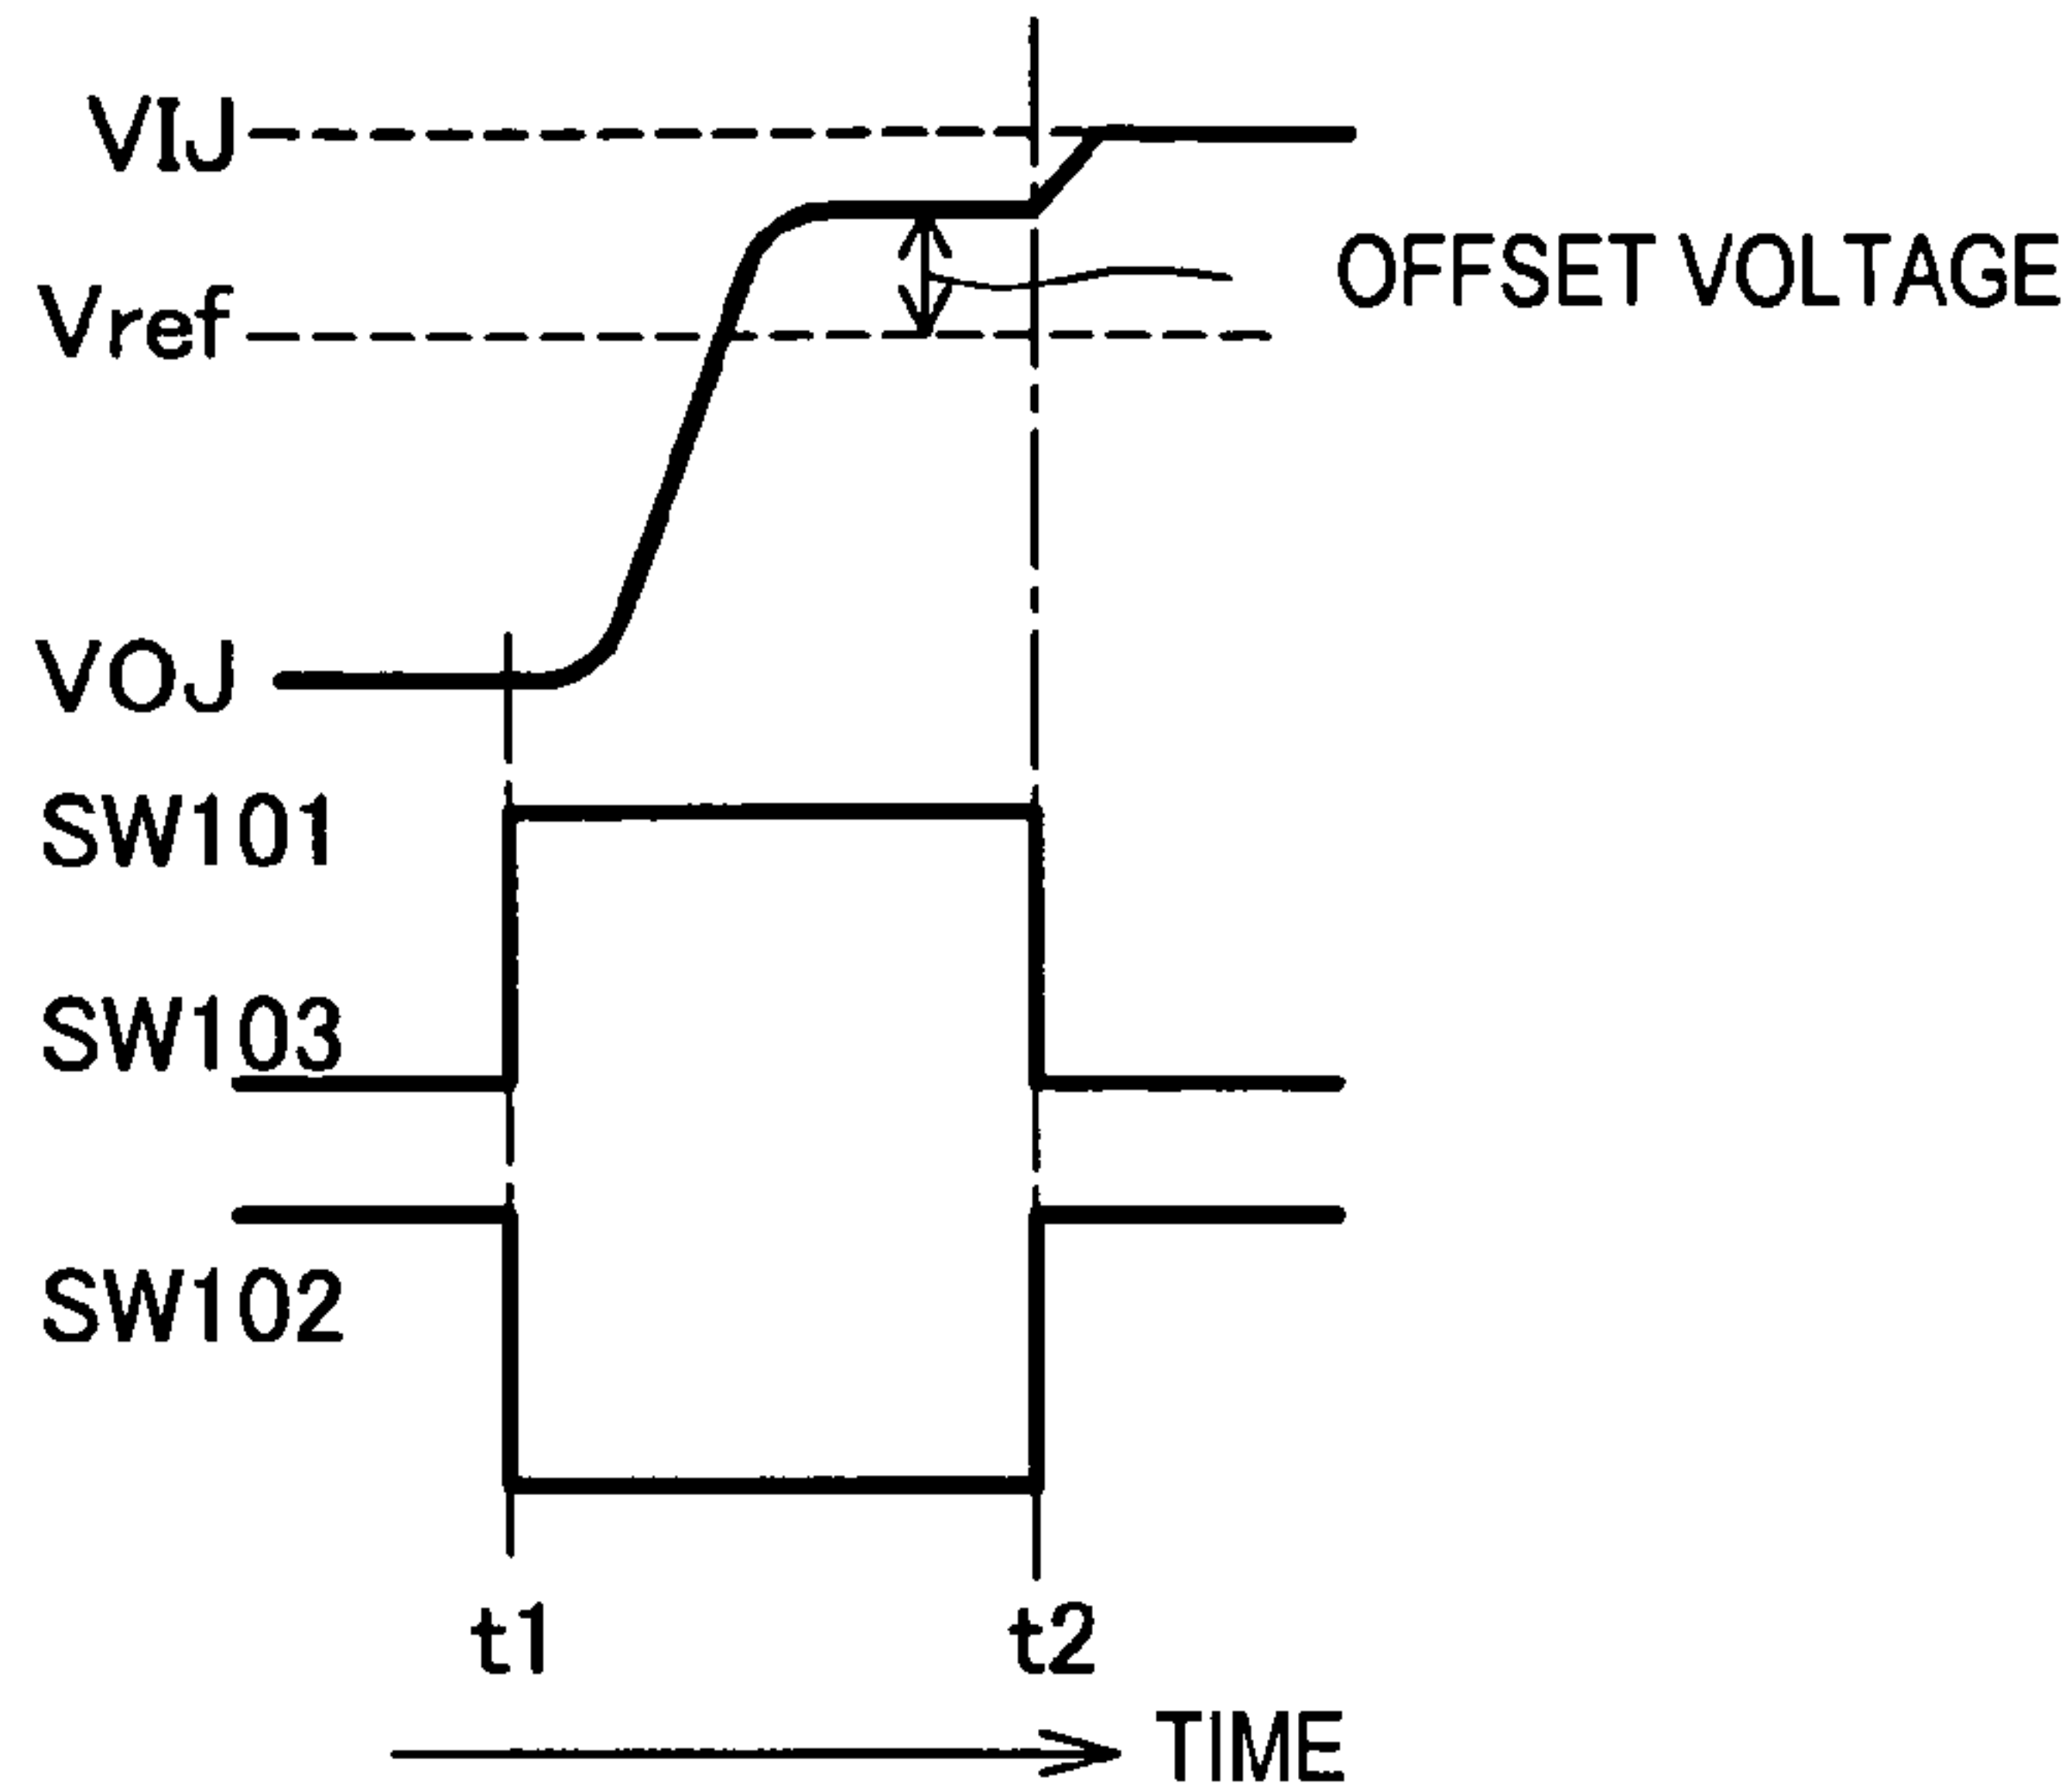 VIJ
OFFSET VOLTAGE
Vref
VOJ
SW101
SW103
SW102
t1
t2
TIME